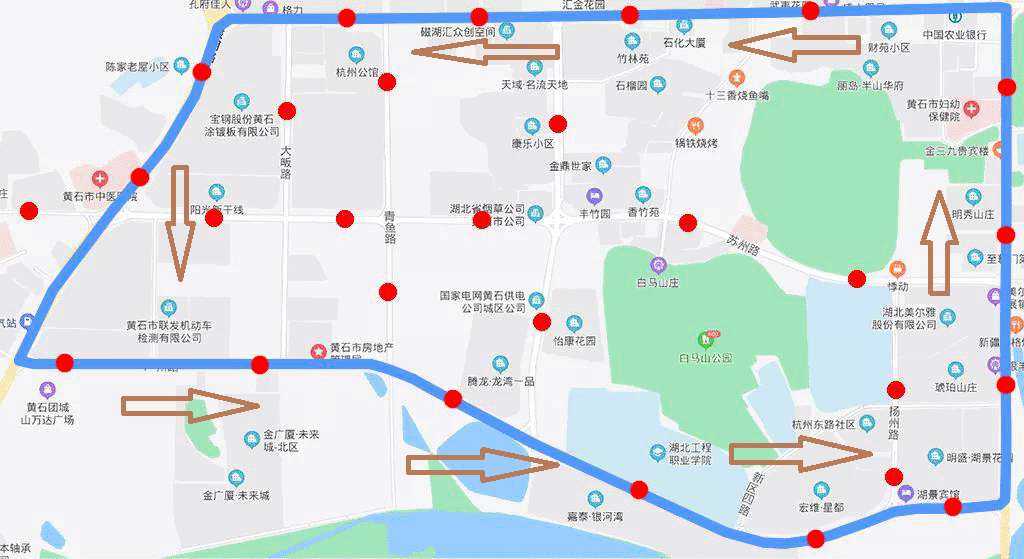 孔府佳人
格力
汇金花园
磁湖汇众创空间
石化大厦
财苑小区
中国农业银行
陈家老屋小区
杭州公馆
竹林苑
天域·名流天地
石榴园
十三香烧鱼嘴
丽岛·半山华府
黄石市妇幼
保健院
宝钢股份黄石
涂镀板有限公司
康乐小区
锅铁烧烤
金三九贵宾楼
大畈路
金鼎世家
黄石市中医
院
阳光新干线
青鱼路
湖北省烟草公司
市公司
丰竹园
香竹苑
明秀山庄
苏州路
白马山庄
悸动
黄石市联发机动车
检测有限公司
国家电网黄石供电
公司城区公司
怡康花园
湖北美尔雅
股份有限公司
气站
黄石市房地产
HOT
白马山公园
黄石团城
山万达广场
腾龙·龙湾一品
琥珀山庄
杭州东路社区
扬州路
金广厦·未来
城·北区
湖北工程
职业学院
明盛·湖景花
新区四路
金广厦·未来城
嘉泰·银河湾
宏维·星都
湖景宾馆
本轴承